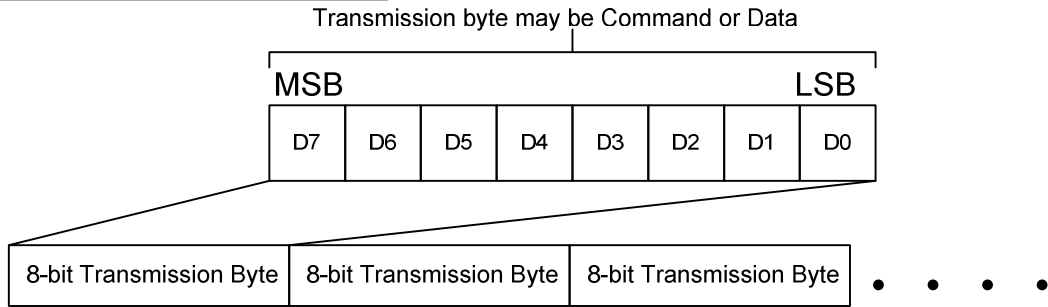 Transmission byte may be Command or Data
MSB LSB
D7 D6 D5 D4 D3 D2 D1 D0
8-bit Transmission Byte 8-bit Transmission Byte 8-bit Transmission Byte